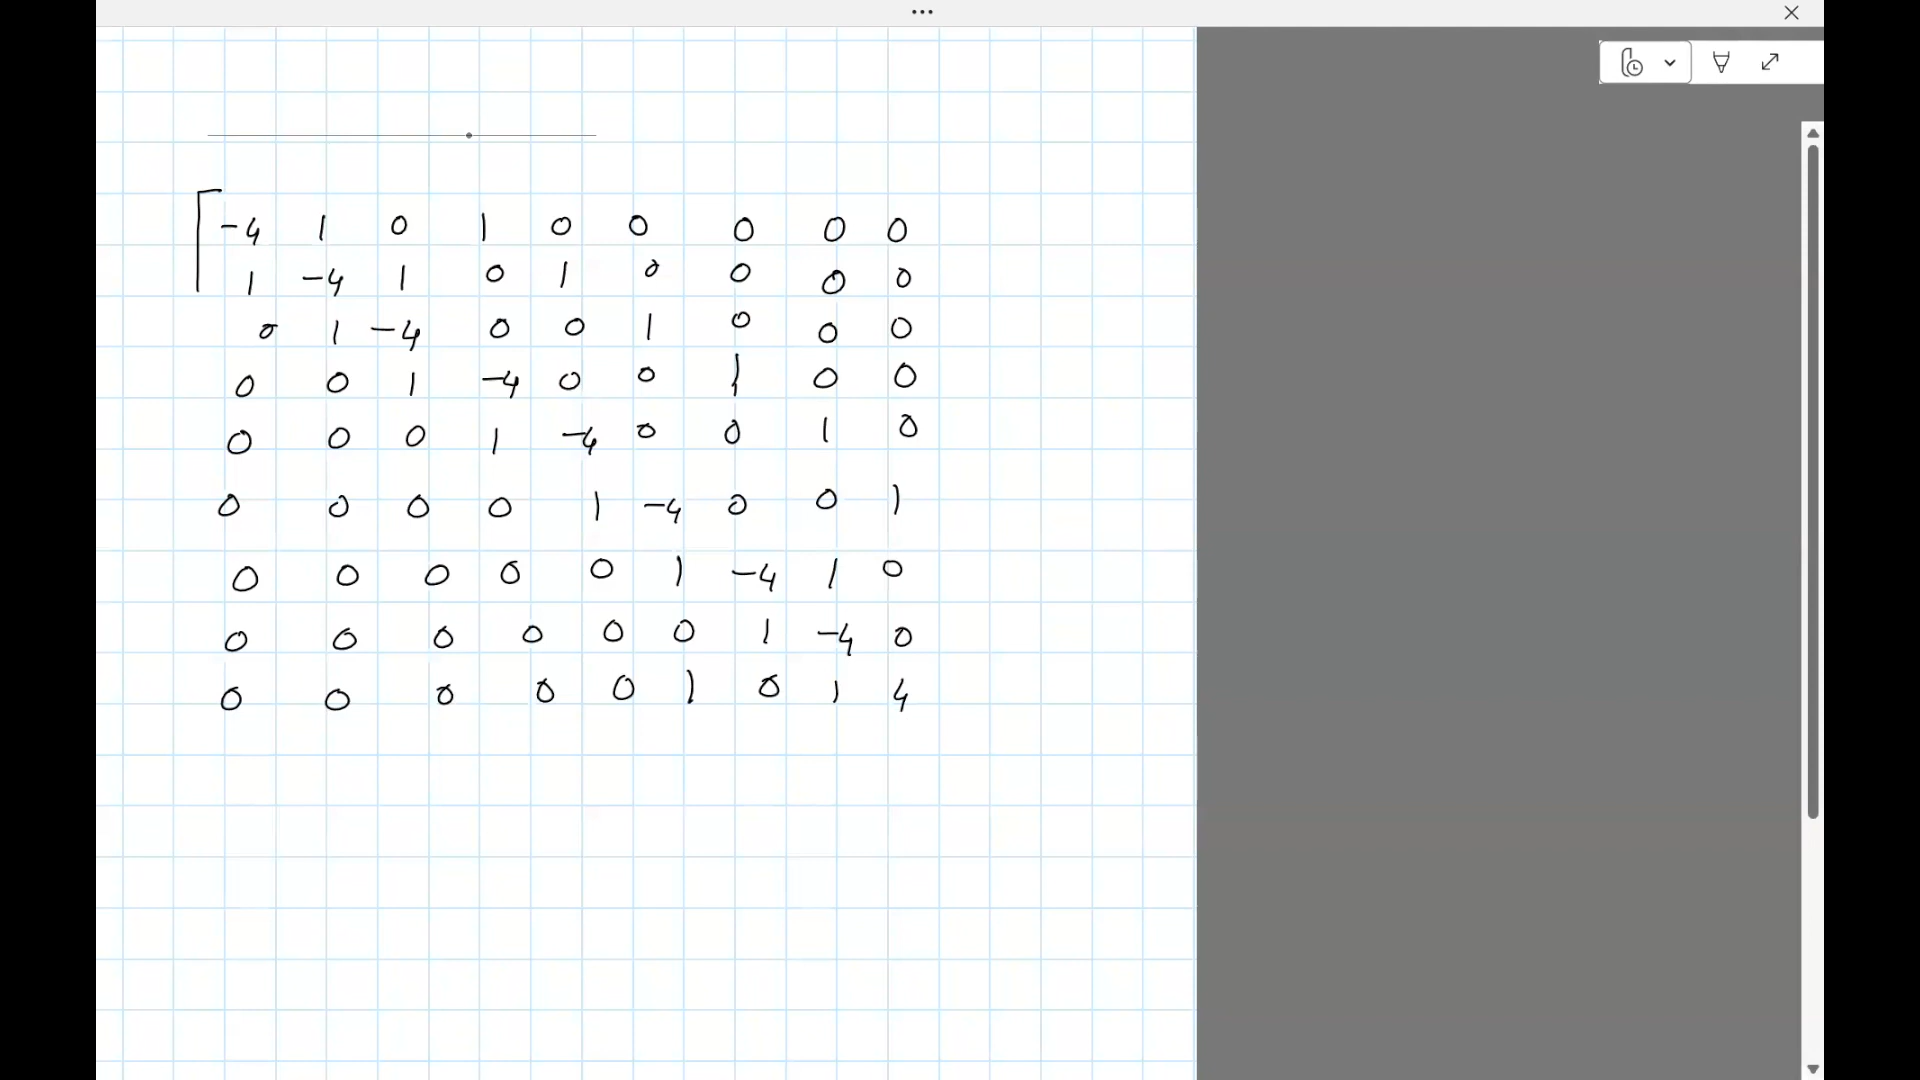 -4 1 0 1 0 0 0 0 0
1 -4 1 0 1 0 0 0 0
0 1 -4 0 0 1 0 0 0
0 0 1 -4 0 0 1 0 0
0 0 0 1 -4 0 0 1 0
0 0 0 0 1 -4 0 0 1
0 0 0 0 0 1 -4 1 0
0 0 0 0 0 0 1 -4 0
0 0 0 0 0 1 0 1 4